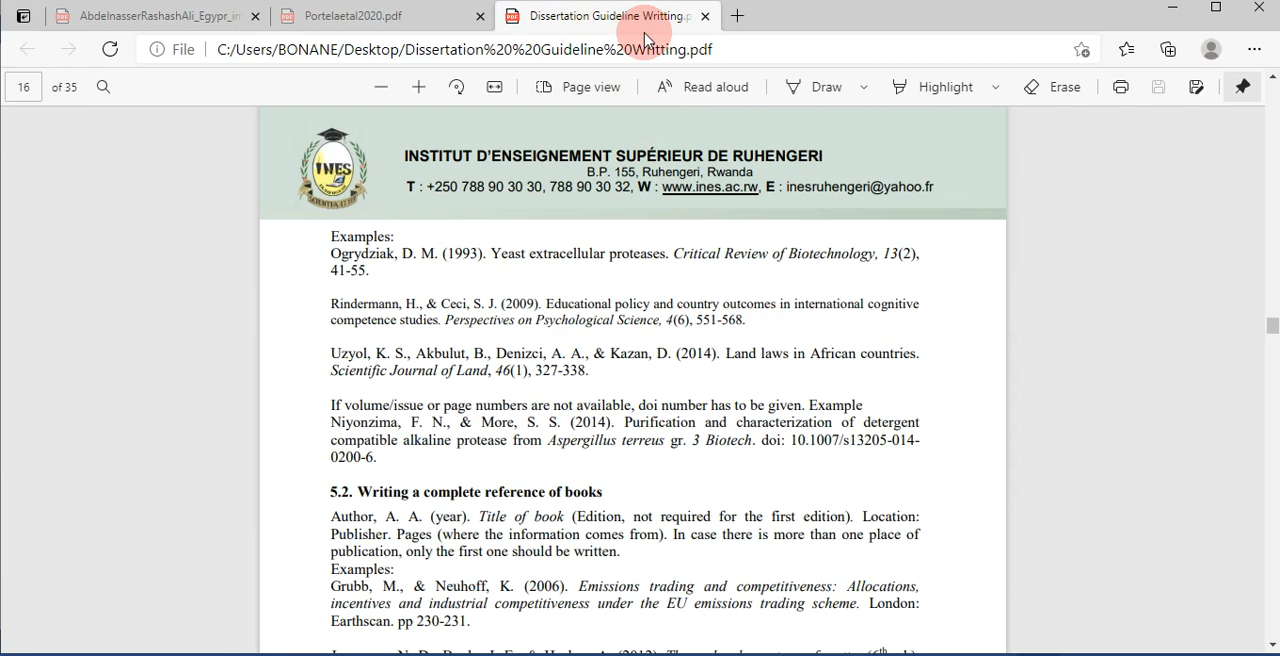 AbdelnasserRashashAli_Egypr_in
Portelaetal2020.pdf
Dissertation Guideline Writting.p
File
C:/Users/BONANE/Desktop/Dissertation%20%20Guideline%20Writting.pdf
16 of 35
Page view
Read aloud
Draw
Highlight
Erase
INES
INSTITUT D'ENSEIGNEMENT SUPÉRIEUR DE RUHENGERI
B.P. 155, Ruhengeri, Rwanda
T : +250 788 90 30 30, 788 90 30 32, W : www.ines.ac.rw, E : inesruhengeri@yahoo.fr
Examples:
Ogrydziak, D. M. (1993). Yeast extracellular proteases. Critical Review of Biotechnology, 13(2),
41-55.
Rindermann, H., & Ceci, S. J. (2009). Educational policy and country outcomes in international cognitive
competence studies. Perspectives on Psychological Science, 4(6), 551-568.
Uzyol, K. S., Akbulut, B., Denizci, A. A., & Kazan, D. (2014). Land laws in African countries.
Scientific Journal of Land, 46(1), 327-338.
If volume/issue or page numbers are not available, doi number has to be given. Example
Niyonzima, F. N., & More, S. S. (2014). Purification and characterization of detergent
compatible alkaline protease from Aspergillus terreus gr. 3 Biotech. doi: 10.1007/s13205-014-
0200-6.
5.2. Writing a complete reference of books
Author, A. A. (year). Title of book (Edition, not required for the first edition). Location:
Publisher. Pages (where the information comes from). In case there is more than one place of
publication, only the first one should be written.
Examples:
Grubb, M., & Neuhoff, K. (2006). Emissions trading and competitiveness: Allocations,
incentives and industrial competitiveness under the EU emissions trading scheme. London:
Earthscan. pp 230-231.